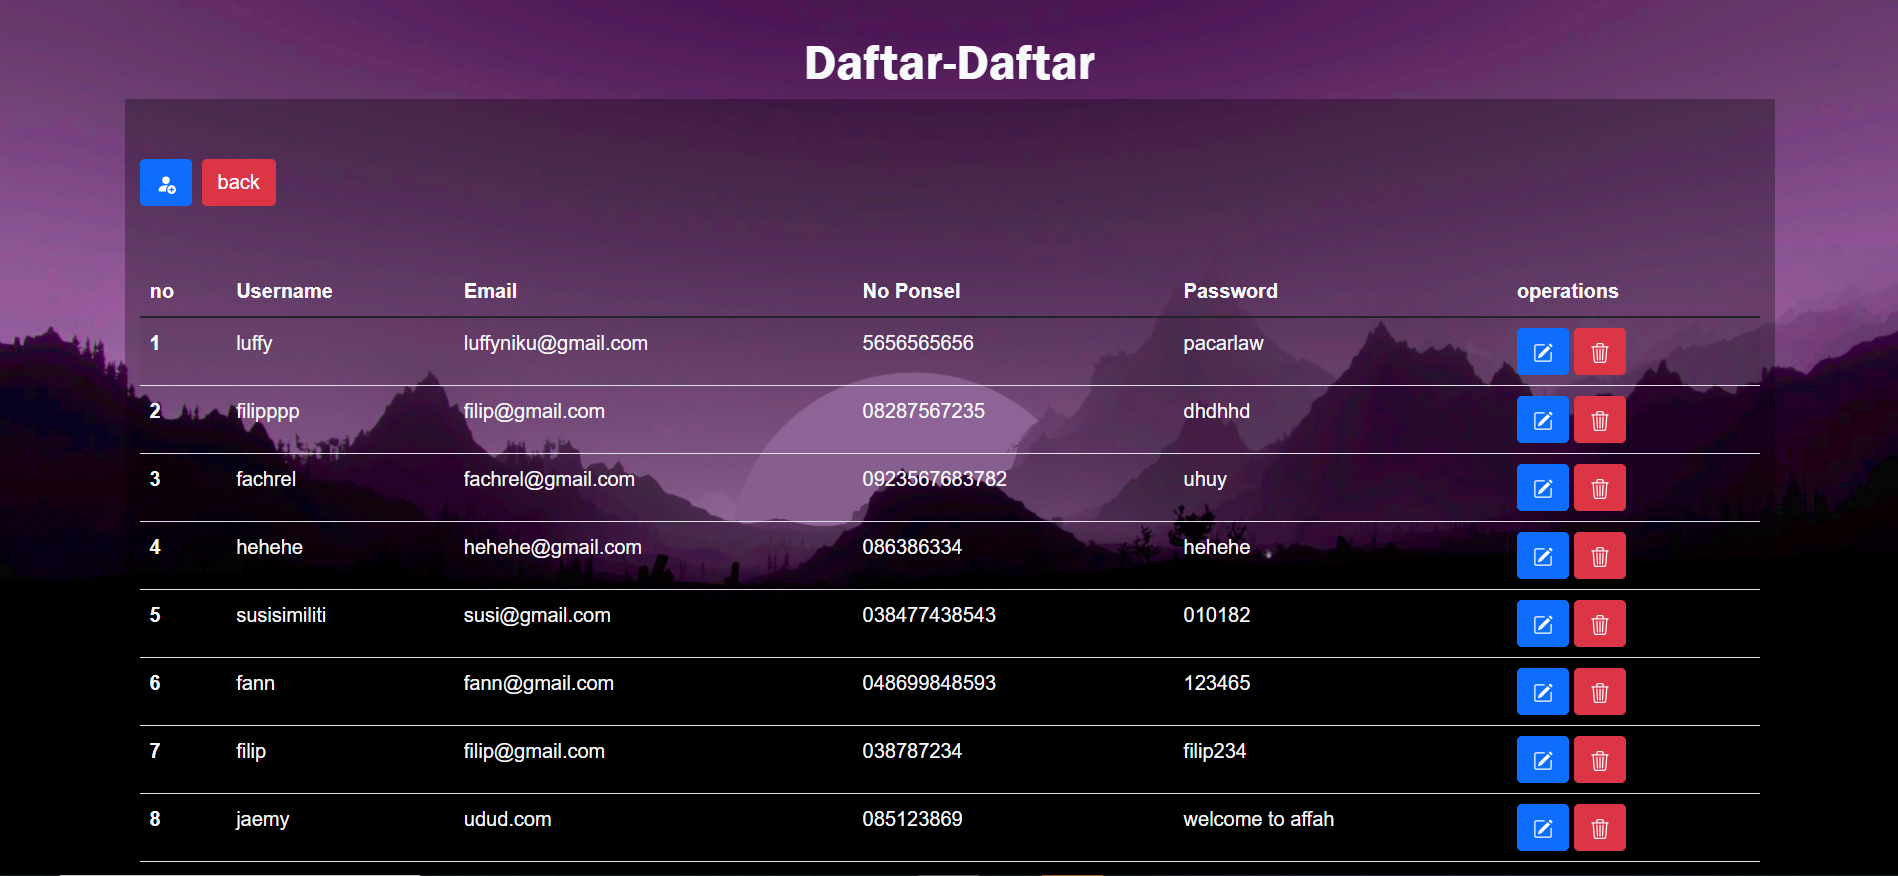 Daftar-Daftar
back
no Username Email No Ponsel Password operations
1 luffy luffyniku@gmail.com 5656565656 pacarlaw
2 filipppp filip@gmail.com 08287567235 dhdhhd
3 fachrel fachrel@gmail.com 0923567683782 uhuy
4 hehehe hehehe@gmail.com 086386334 hehehe
5 susisimiliti susi@gmail.com 038477438543 010182
6 fann fann@gmail.com 048699848593 123465
7 filip filip@gmail.com 038787234 filip234
8 jaemy udud.com 085123869 welcome to affah